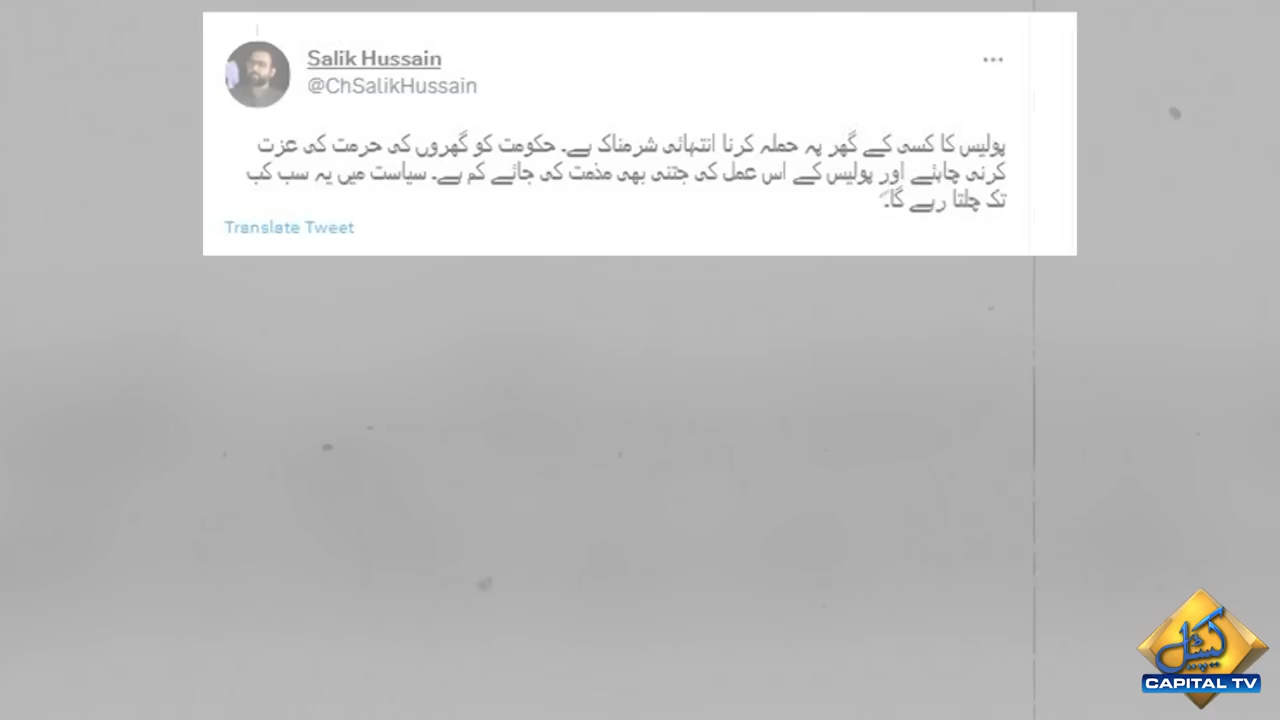 Salik Hussain
@ChSalikHussain
پولیس کا کسی کے گھر پہ حملہ کرنا انتہائی شرمناک ہے۔ حکومت کو گھروں کی حرمت کی عزت
کرنی چاہئے اور پولیس کے اس عمل کی جتنی بھی مذمت کی جائے کم ہے۔ سیاست میں یہ سب کب
تک چلتا رہے گا۔
Translate Tweet
کیپیٹل
CAPITAL TV